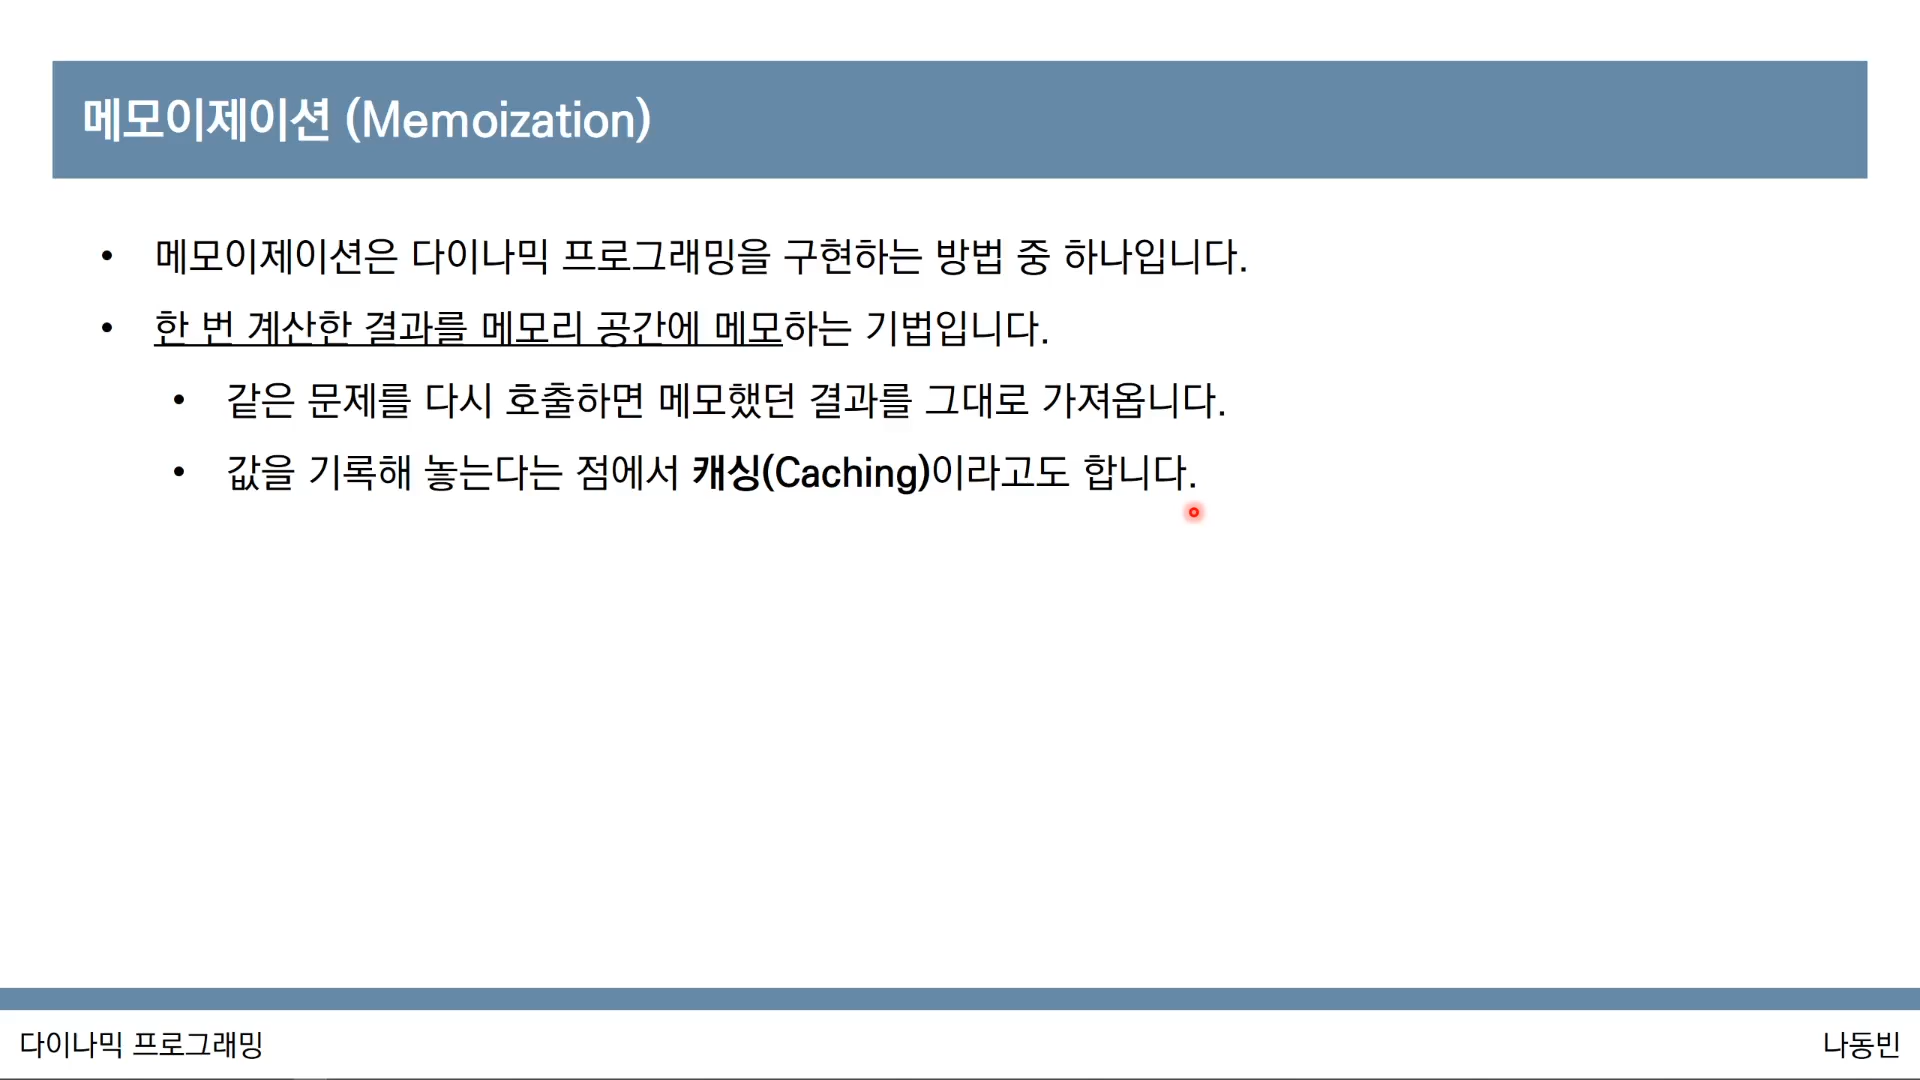 메모이제이션 (Memoization)
• 메모이제이션은 다이나믹 프로그래밍을 구현하는 방법 중 하나입니다.
• 한 번 계산한 결과를 메모리 공간에 메모하는 기법입니다.
• 같은 문제를 다시 호출하면 메모했던 결과를 그대로 가져옵니다.
• 값을 기록해 놓는다는 점에서 캐싱(Caching)이라고도 합니다.
다이나믹 프로그래밍
나동빈